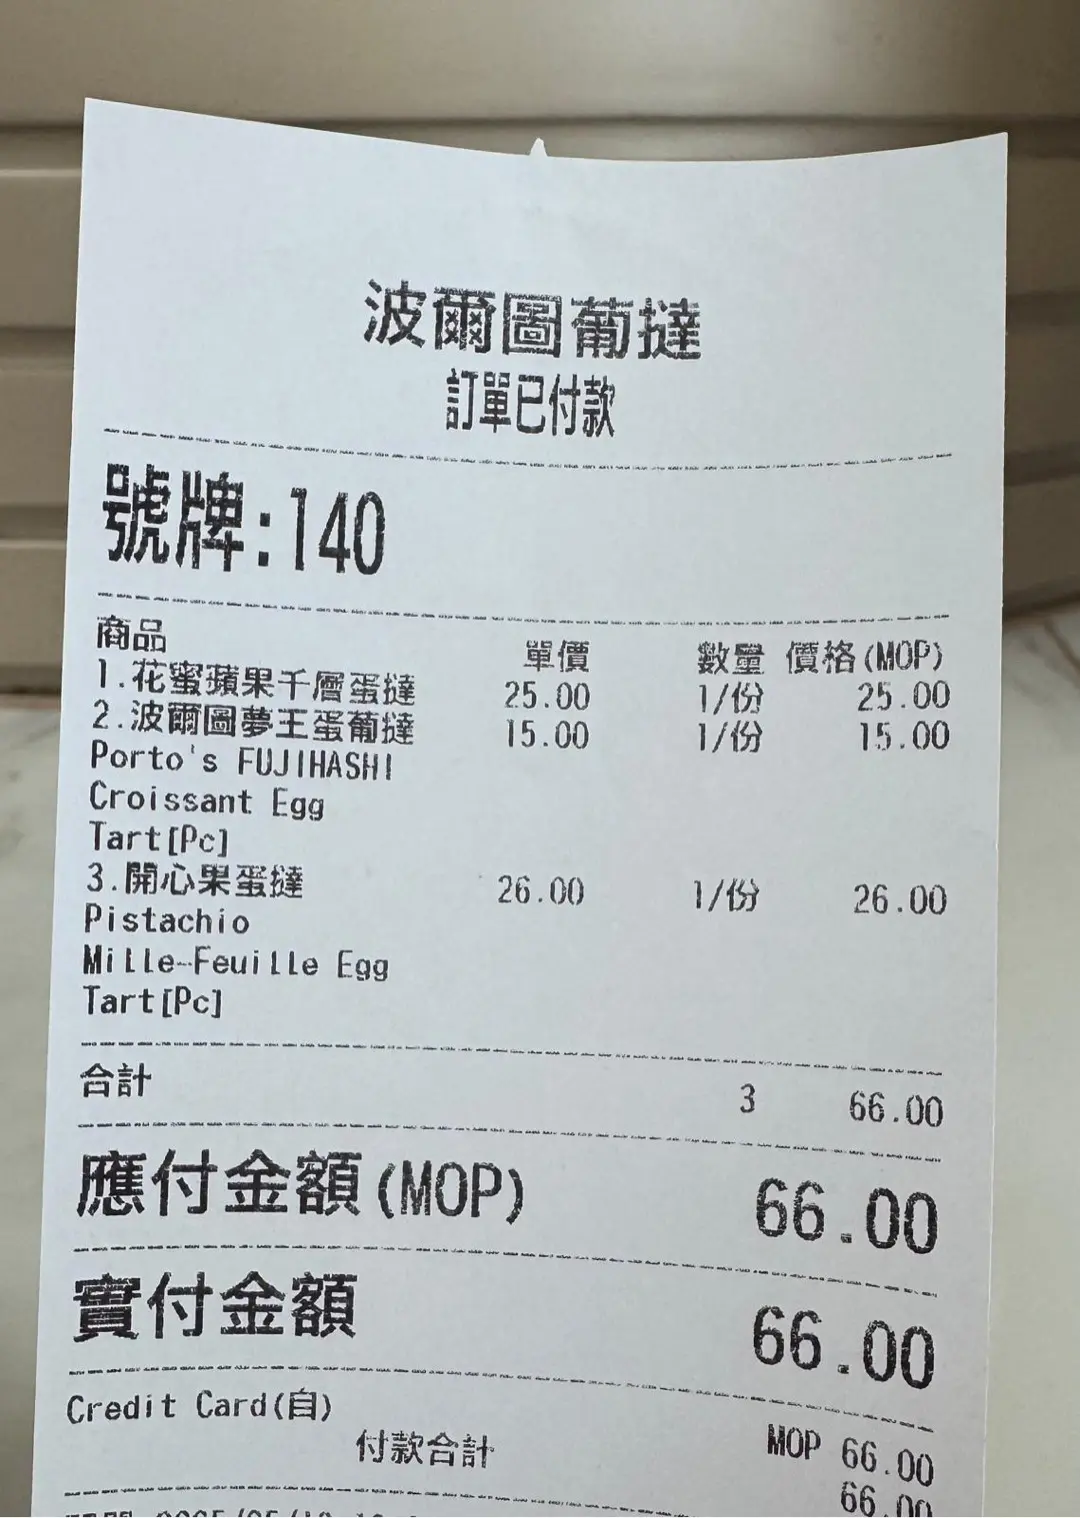 波爾圖葡撻
訂單已付款
號牌:140
商品 單價 數量 價格(MOP)
1.花蜜蘋果千層蛋撻 25.00 1/份 25.00
2.波爾圖夢王蛋葡撻 15.00 1/份 15.00
Porto's FUJIHASHI
Croissant Egg
Tart[Pc]
3.開心果蛋撻 26.00 1/份 26.00
Pistachio
Mille-Feuille Egg
Tart[Pc]
合計 3 66.00
應付金額(MOP) 66.00
實付金額 66.00
Credit Card(自) MOP 66.00
付款合計 66.00